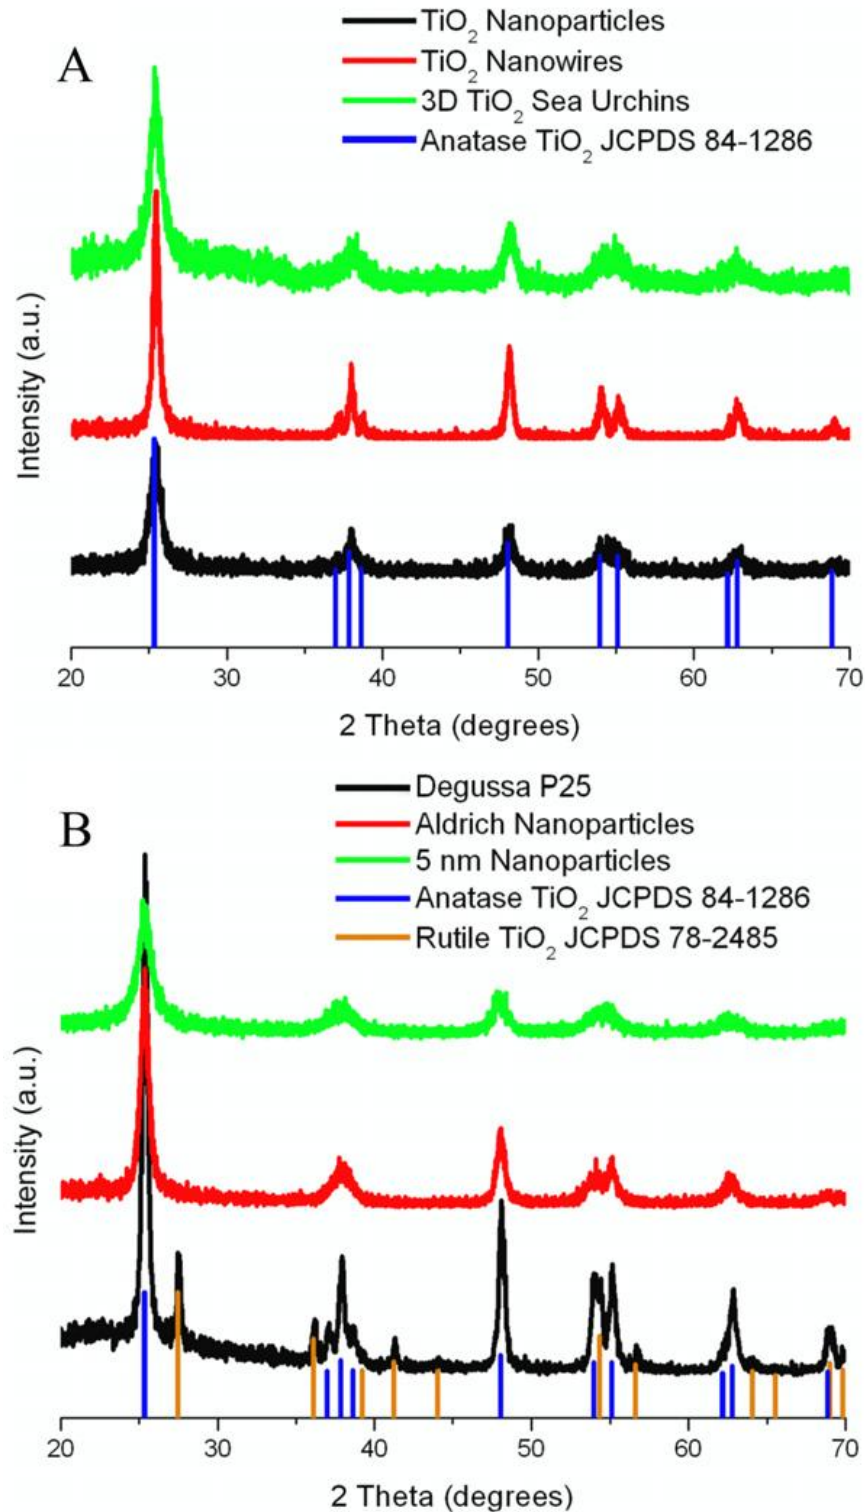 A
TiO₂ Nanoparticles
TiO₂ Nanowires
3D TiO₂ Sea Urchins
Anatase TiO₂ JCPDS 84-1286
Intensity (a.u.)
20 30 40 50 60 70
2 Theta (degrees)
B
Degussa P25
Aldrich Nanoparticles
5 nm Nanoparticles
Anatase TiO₂ JCPDS 84-1286
Rutile TiO₂ JCPDS 78-2485
Intensity (a.u.)
20 30 40 50 60 70
2 Theta (degrees)